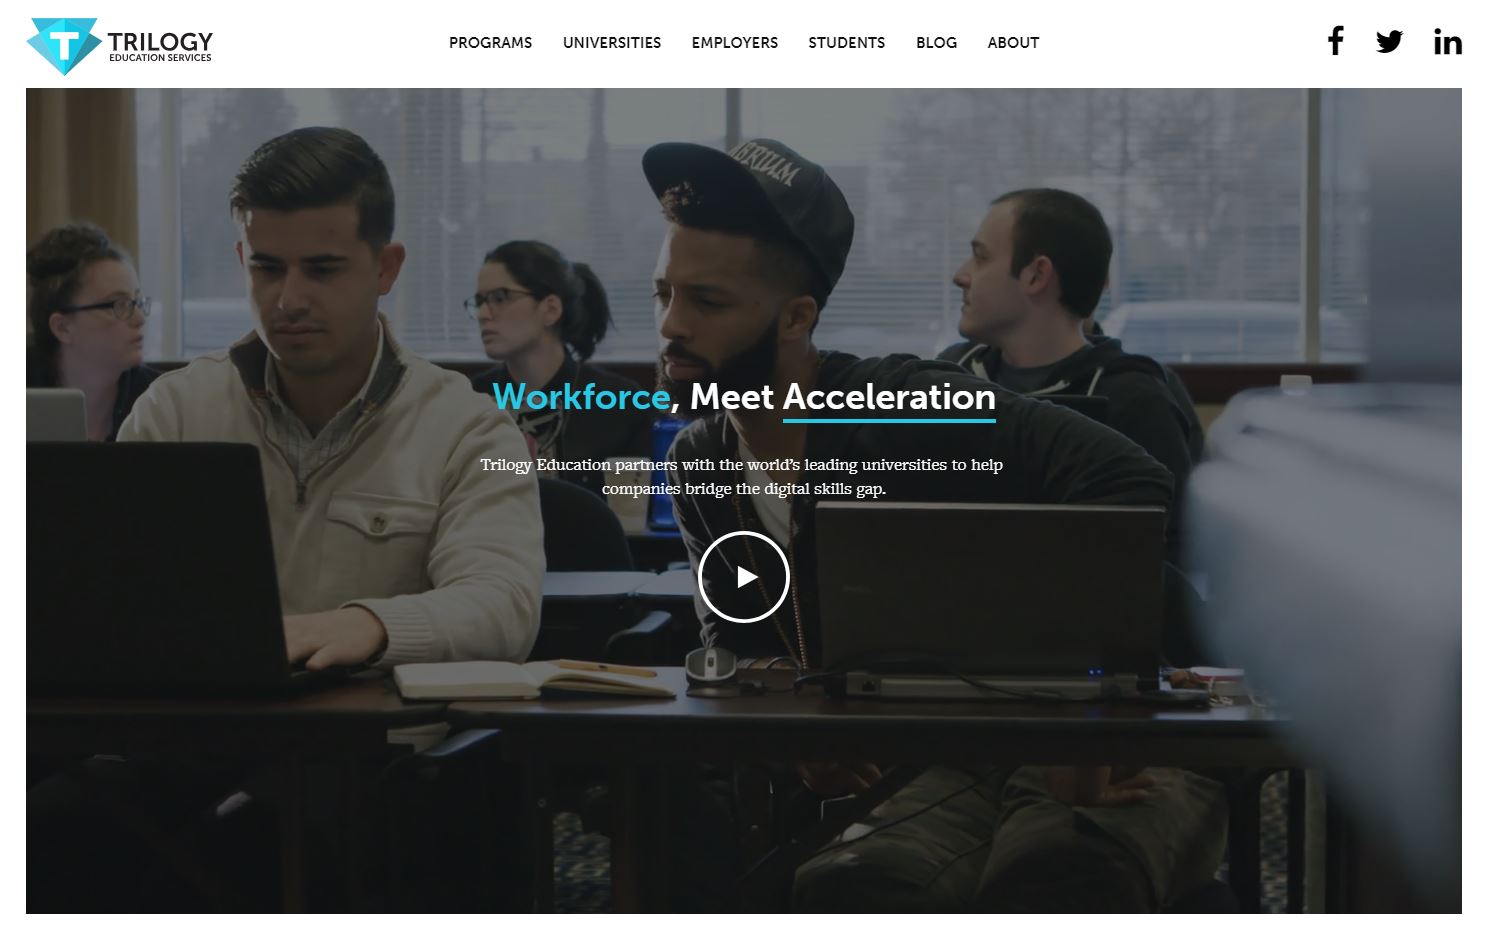 TRILOGY
EDUCATION SERVICES
PROGRAMS UNIVERSITIES EMPLOYERS STUDENTS BLOG ABOUT
BRIUM
Workforce, Meet Acceleration
Trilogy Education partners with the world’s leading universities to help
companies bridge the digital skills gap.